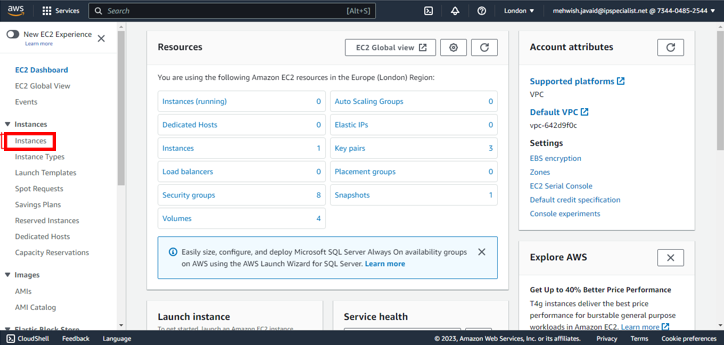 aws
Services
Search
[Alt+S]
London
mehwish.javaid@ipspecialist.net @ 7344-0485-2544
New EC2 Experience
Learn more
EC2 Dashboard
EC2 Global View
Events
Instances
Instances
Instance Types
Launch Templates
Spot Requests
Savings Plans
Reserved Instances
Dedicated Hosts
Capacity Reservations
Images
AMIs
AMI Catalog
Elastic Block Store
Resources
EC2 Global view
You are using the following Amazon EC2 resources in the Europe (London) Region:
Instances (running) 0
Auto Scaling Groups 0
Dedicated Hosts 0
Elastic IPs 0
Instances 1
Key pairs 3
Load balancers 0
Placement groups 0
Security groups 8
Snapshots 1
Volumes 4
Easily size, configure, and deploy Microsoft SQL Server Always On availability groups
on AWS using the AWS Launch Wizard for SQL Server. Learn more
Launch instance
To get started, launch an Amazon EC2 instance
Service health
Account attributes
Supported platforms
VPC
Default VPC
vpc-642d9f0c
Settings
EBS encryption
Zones
EC2 Serial Console
Default credit specification
Console experiments
Explore AWS
Get Up to 40% Better Price Performance
T4g instances deliver the best price
performance for burstable general purpose
workloads in Amazon EC2. Learn more
CloudShell
Feedback
Language
© 2023, Amazon Web Services, Inc. or its affiliates.
Privacy
Terms
Cookie preferences